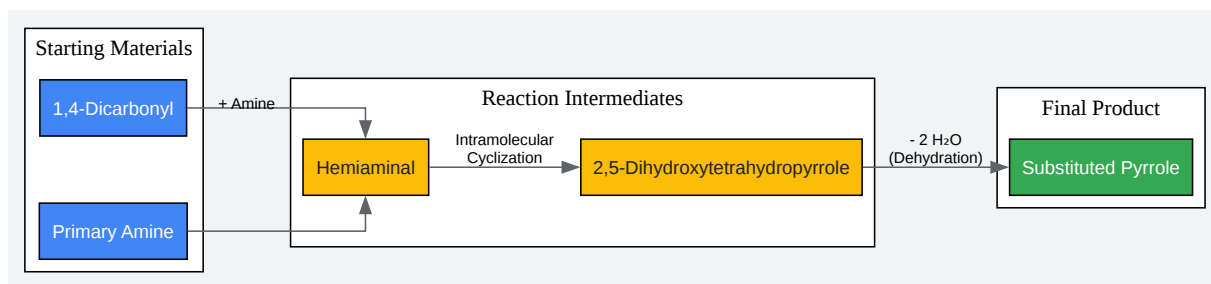 Starting Materials
1,4-Dicarbonyl
Primary Amine
+ Amine
Reaction Intermediates
Hemiaminal
Intramolecular
Cyclization
2,5-Dihydroxytetrahydropyrrole
- 2 H₂O
(Dehydration)
Final Product
Substituted Pyrrole